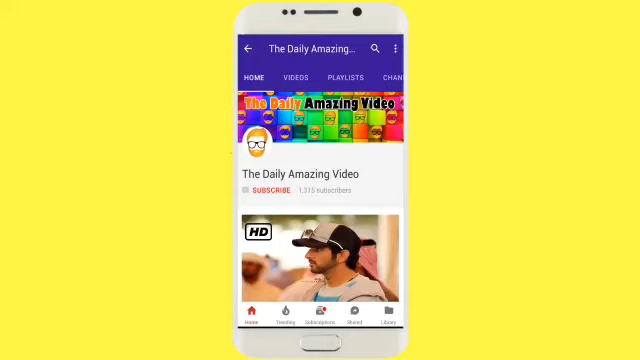 The Daily Amazing...
HOME VIDEOS PLAYLISTS CHAN
The Daily Amazing Video
The Daily Amazing Video
SUBSCRIBE 1,315 subscribers
HD
Home Trending Subscriptions Shared Library